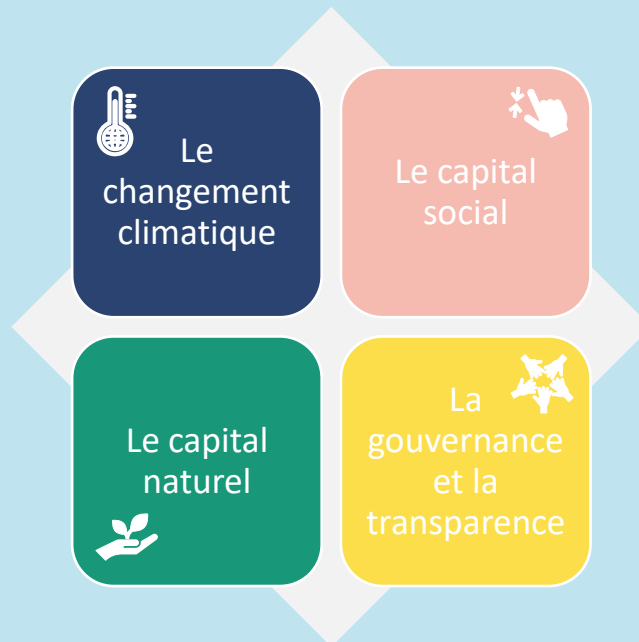 Le
changement
climatique
Le capital
social
Le capital
naturel
La
gouvernance
et la
transparence